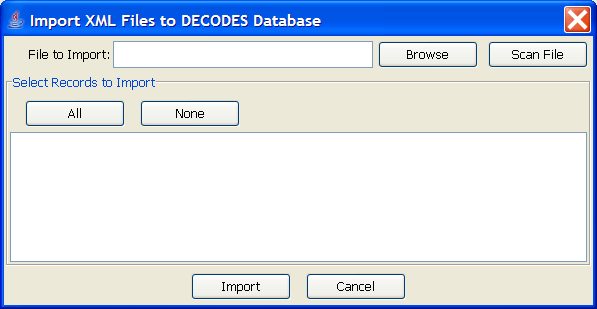 Import XML Files to DECODES Database
File to Import: Browse Scan File
Select Records to Import
All None
Import Cancel